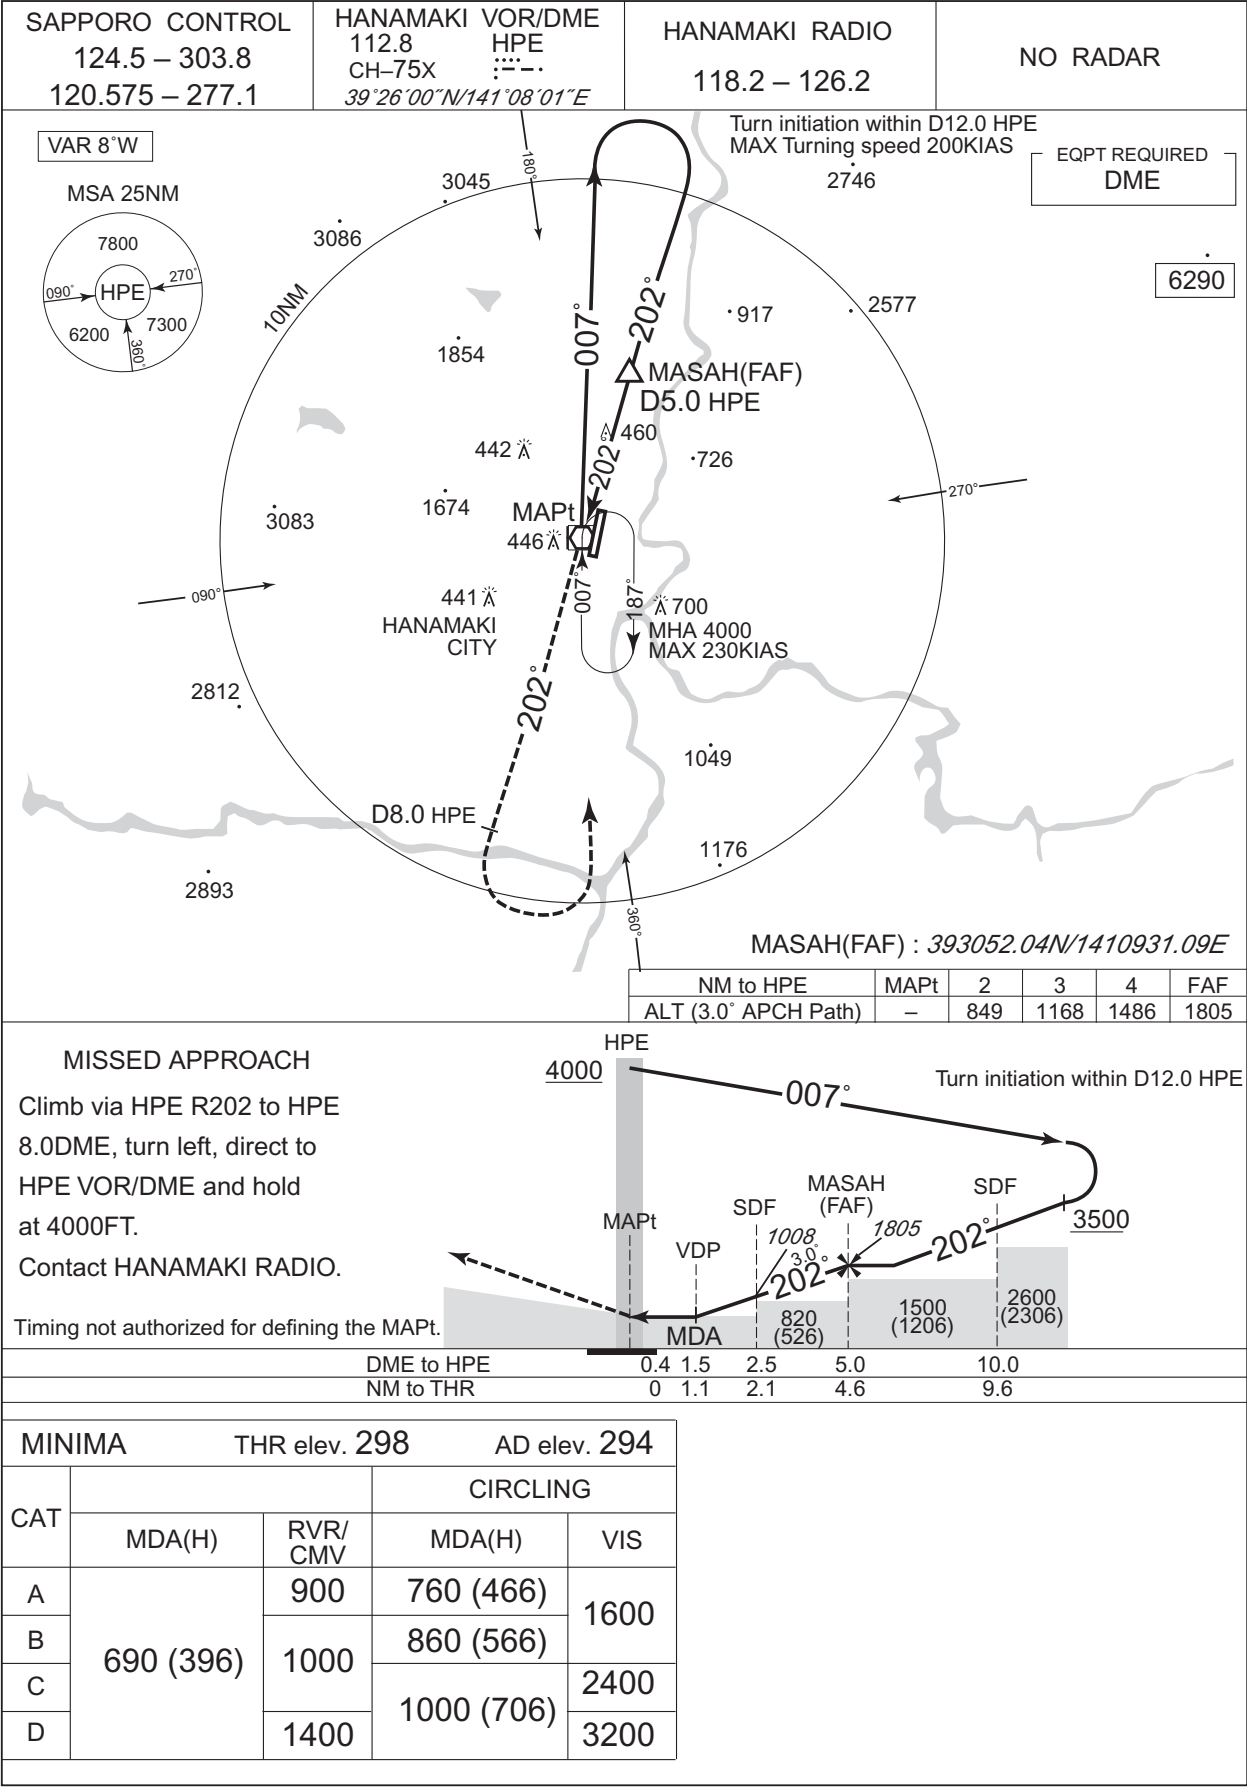 SAPPORO CONTROL
124.5 – 303.8
120.575 – 277.1
HANAMAKI VOR/DME
112.8 HPE
CH–75X
39°26′00″N/141°08′01″E
HANAMAKI RADIO
118.2 – 126.2
NO RADAR
VAR 8°W
Turn initiation within D12.0 HPE
MAX Turning speed 200KIAS
EQPT REQUIRED
DME
MSA 25NM
7800
090°
HPE
270°
6200
7300
360°
180°
3045
2746
3086
6290
10NM
007°
202°
917
2577
1854
MASAH(FAF)
D5.0 HPE
460
442
202°
726
270°
1674
3083
MAPt
446
090°
441
007°
187°
700
HANAMAKI
CITY
MHA 4000
MAX 230KIAS
2812
202°
1049
D8.0 HPE
1176
2893
360°
MASAH(FAF) : 393052.04N/1410931.09E
NM to HPE MAPt 2 3 4 FAF
ALT (3.0° APCH Path) – 849 1168 1486 1805
MISSED APPROACH
Climb via HPE R202 to HPE
8.0DME, turn left, direct to
HPE VOR/DME and hold
at 4000FT.
Contact HANAMAKI RADIO.
Timing not authorized for defining the MAPt.
HPE
4000
007°
Turn initiation within D12.0 HPE
MAPt
VDP
SDF
MASAH
(FAF)
SDF
1008
3.0°
202°
1805
202°
3500
MDA
820
(526)
1500
(1206)
2600
(2306)
DME to HPE 0.4 1.5 2.5 5.0 10.0
NM to THR 0 1.1 2.1 4.6 9.6
MINIMA THR elev. 298 AD elev. 294
CAT
CIRCLING
MDA(H) RVR/
CMV MDA(H) VIS
A 690 (396) 900 760 (466) 1600
B 1000 860 (566)
C 1000 (706) 2400
D 1400 3200